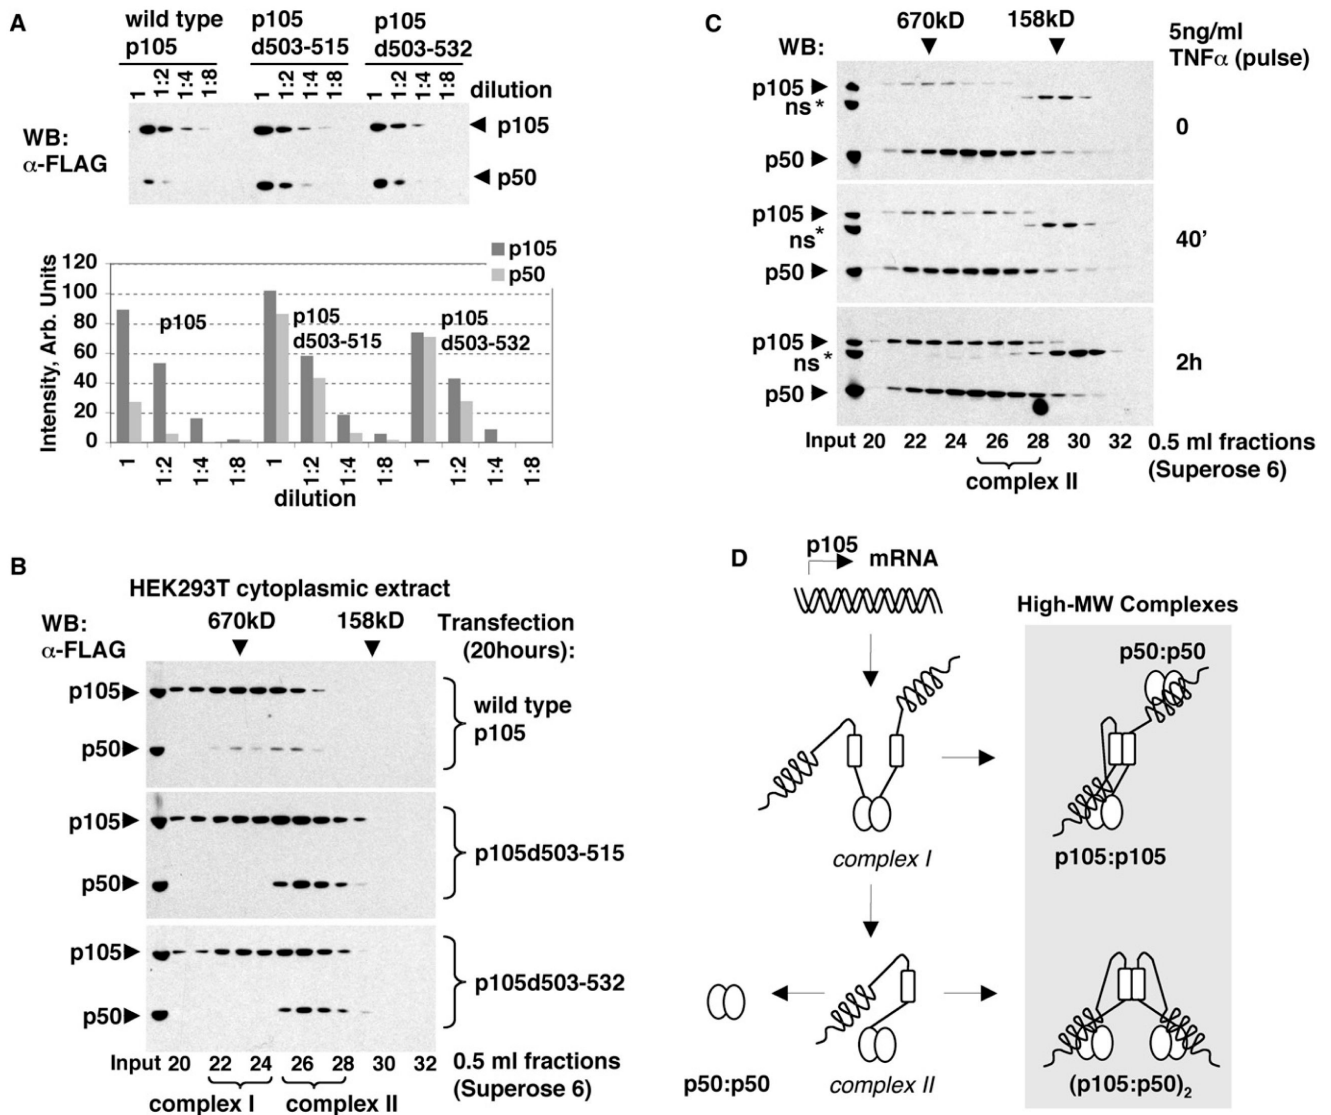 A
wild type
p105
p105
d503-515
p105
d503-532
1
1:2
1:4
1:8
1
1:2
1:4
1:8
1
1:2
1:4
1:8
dilution
WB:
α-FLAG
p105
p50
p105
p50
Intensity, Arb. Units
120
100
80
60
40
20
0
p105
p105
d503-515
p105
d503-532
1
1:2
1:4
1:8
1
1:2
1:4
1:8
1
1:2
1:4
1:8
dilution
B
HEK293T cytoplasmic extract
WB:
α-FLAG
670kD
158kD
Transfection
(20hours):
p105
p50
wild type
p105
p105
p50
p105d503-515
p105
p50
p105d503-532
Input 20 22 24 26 28 30 32
0.5 ml fractions
(Superose 6)
complex I
complex II
C
670kD
158kD
WB:
5ng/ml
TNFα (pulse)
p105
ns*
p50
0
p105
ns*
p50
40'
p105
ns*
p50
2h
Input 20 22 24 26 28 30 32
0.5 ml fractions
(Superose 6)
complex II
D
p105
mRNA
High-MW Complexes
p50:p50
complex I
p105:p105
p50:p50
complex II
(p105:p50)₂